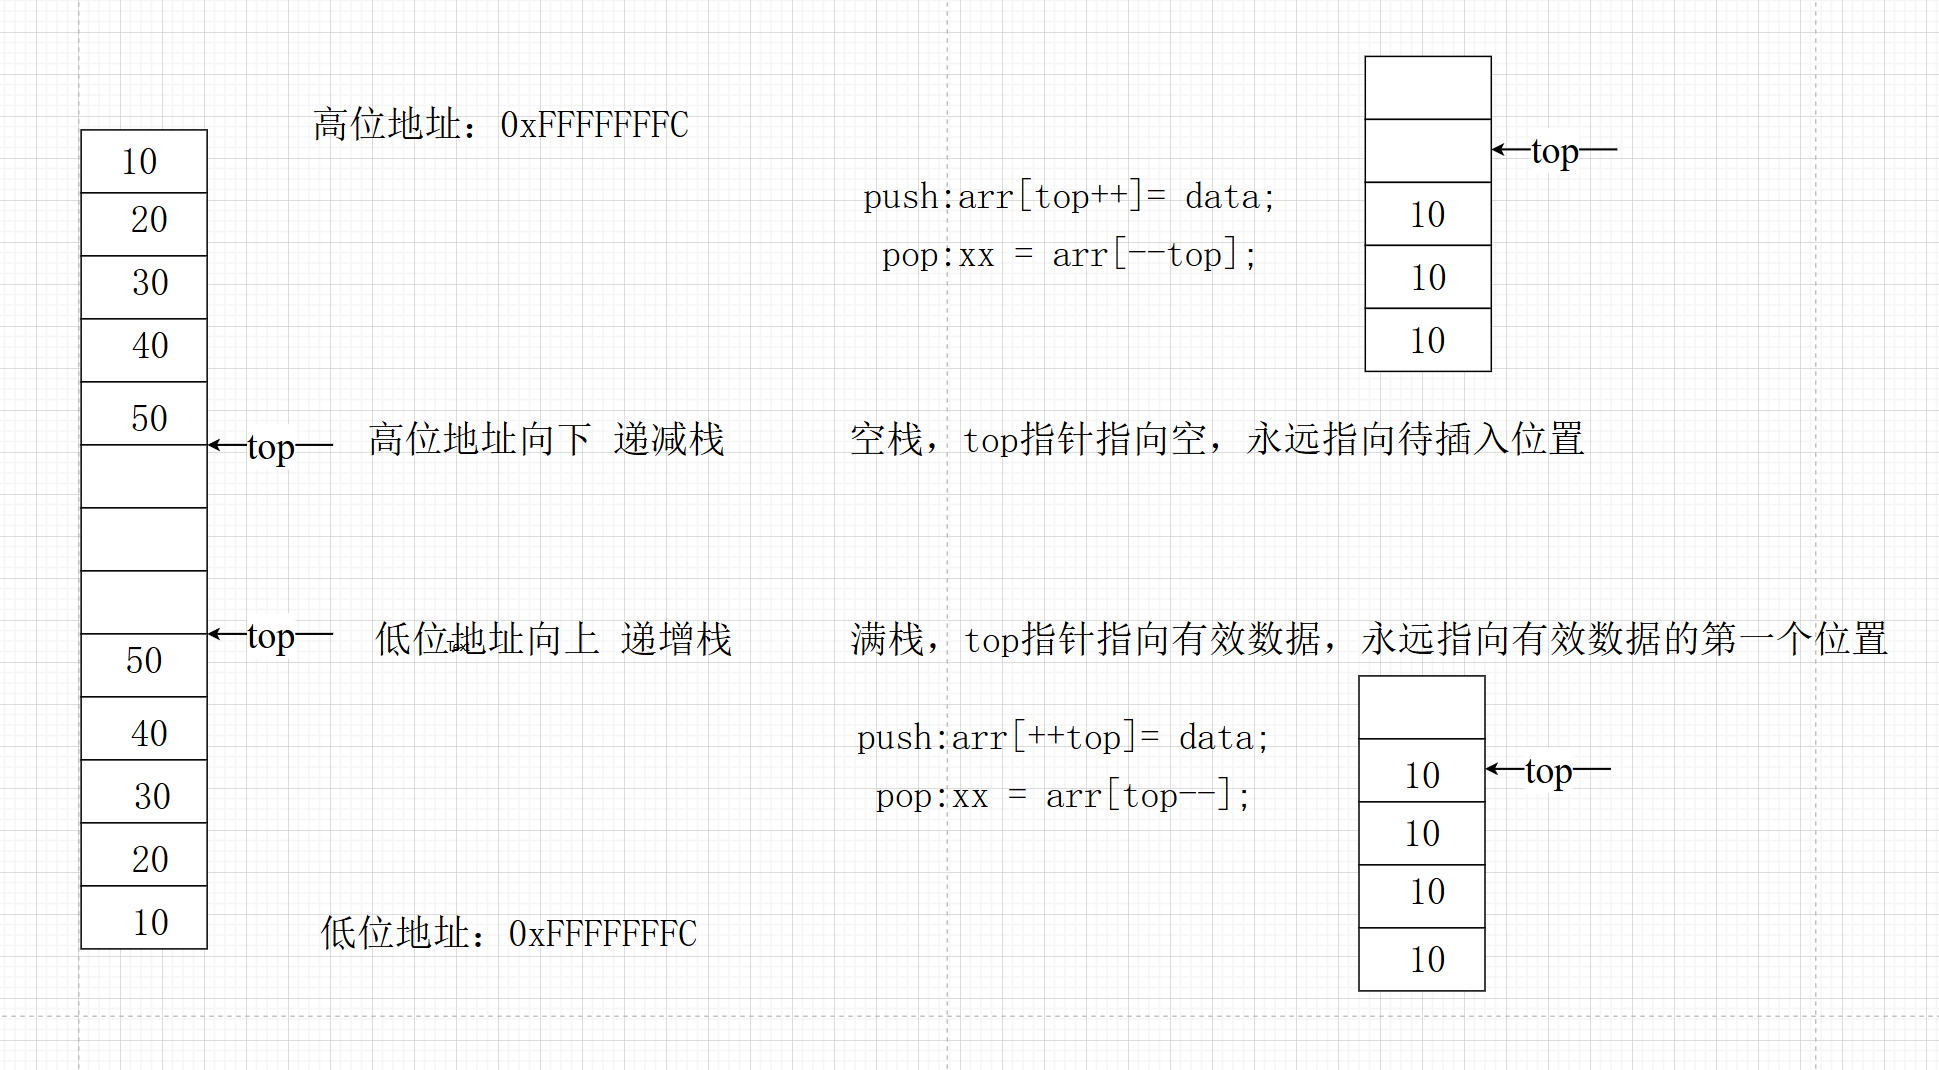 高位地址：0xFFFFFFFC
10
20
30
40
50
top
高位地址向下 递减栈
top
低位地址向上 递增栈
50
40
30
20
10
低位地址：0xFFFFFFFC
Text
push:arr[top++]= data;
pop:xx = arr[--top];
top
10
10
10
空栈，top指针指向空，永远指向待插入位置
满栈，top指针指向有效数据，永远指向有效数据的第一个位置
push:arr[++top]= data;
pop:xx = arr[top--];
top
10
10
10
10